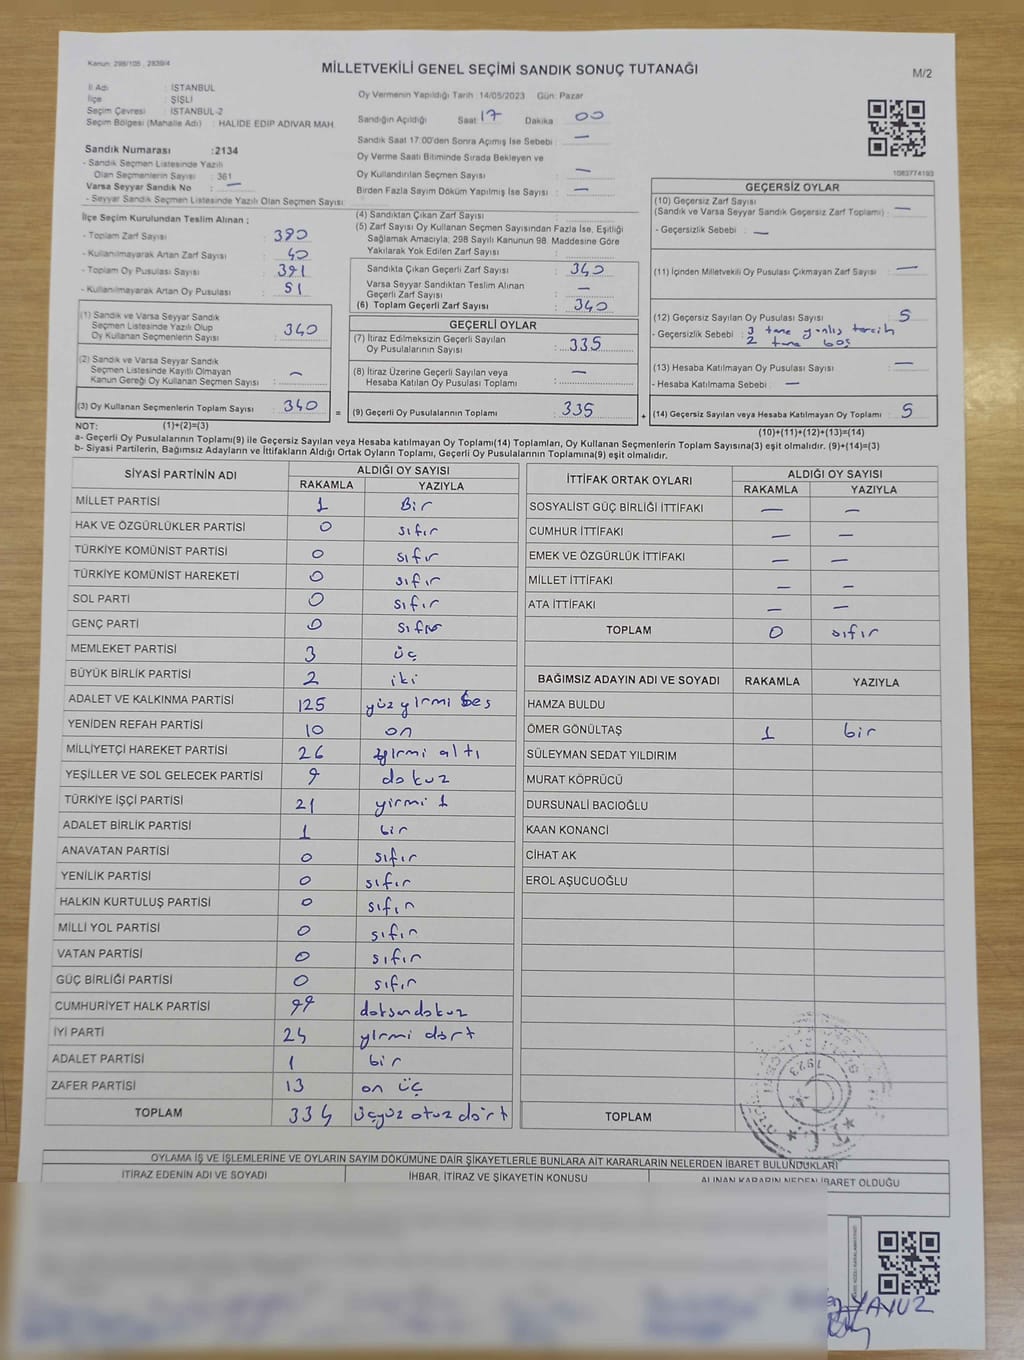 Kanun: 298/105 , 2839/4
MİLLETVEKİLİ GENEL SEÇİMİ SANDIK SONUÇ TUTANAĞI
M/2
İl Adı : İSTANBUL
İlçe : ŞİŞLİ
Seçim Çevresi : İSTANBUL-2
Seçim Bölgesi (Mahalle Adı) : HALİDE EDİP ADIVAR MAH.
Sandık Numarası :2134
- Sandık Seçmen Listesinde Yazılı
Olan Seçmenlerin Sayısı : 361
Varsa Seyyar Sandık No : —
- Seyyar Sandık Seçmen Listesinde Yazılı Olan Seçmen Sayısı:
Oy Vermenin Yapıldığı Tarih :14/05/2023 Gün: Pazar
Sandığın Açıldığı Saat 17 Dakika 00
Sandık Saat 17:00'den Sonra Açımış İse Sebebi : —
Oy Verme Saati Bitiminde Sırada Bekleyen ve
Oy Kullandırılan Seçmen Sayısı : —
Birden Fazla Sayım Döküm Yapılmış İse Sayısı : —
1083774193
İlçe Seçim Kurulundan Teslim Alınan ;
- Toplam Zarf Sayısı : 380
- Kullanılmayarak Artan Zarf Sayısı : 40
- Toplam Oy Pusulası Sayısı : 391
- Kullanılmayarak Artan Oy Pusulası : 51
(1) Sandık ve Varsa Seyyar Sandık
Seçmen Listesinde Yazılı Olup
Oy Kullanan Seçmenlerin Sayısı : 340
(2) Sandık ve Varsa Seyyar Sandık
Seçmen Listesinde Kayıtlı Olmayan
Kanun Gereği Oy Kullanan Seçmen Sayısı : —
(3) Oy Kullanan Seçmenlerin Toplam Sayısı : 340
(4) Sandıktan Çıkan Zarf Sayısı :
(5) Zarf Sayısı Oy Kullanan Seçmen Sayısından Fazla İse, Eşitliği
Sağlamak Amacıyla; 298 Sayılı Kanunun 98. Maddesine Göre
Yakılarak Yok Edilen Zarf Sayısı :
Sandıkta Çıkan Geçerli Zarf Sayısı : 340
Varsa Seyyar Sandıktan Teslim Alınan
Geçerli Zarf Sayısı : —
(6) Toplam Geçerli Zarf Sayısı : 340
GEÇERLİ OYLAR
(7) İtiraz Edilmeksizin Geçerli Sayılan
Oy Pusulalarının Sayısı : 335
(8) İtiraz Üzerine Geçerli Sayılan veya
Hesaba Katılan Oy Pusulası Toplamı : —
= (9) Geçerli Oy Pusulalarının Toplamı : 335
GEÇERSİZ OYLAR
(10) Geçersiz Zarf Sayısı
(Sandık ve Varsa Seyyar Sandık Geçersiz Zarf Toplamı) : —
- Geçersizlik Sebebi : —
(11) İçinden Milletvekili Oy Pusulası Çıkmayan Zarf Sayısı : —
(12) Geçersiz Sayılan Oy Pusulası Sayısı : 5
- Geçersizlik Sebebi : 3 tane yanlış tercih
2 tane boş
(13) Hesaba Katılmayan Oy Pusulası Sayısı : —
- Hesaba Katılmama Sebebi : —
+ (14) Geçersiz Sayılan veya Hesaba Katılmayan Oy Toplamı : 5
NOT: (1)+(2)=(3)
(10)+(11)+(12)+(13)=(14)
a- Geçerli Oy Pusulalarının Toplamı(9) ile Geçersiz Sayılan veya Hesaba katılmayan Oy Toplamı(14) Toplamları, Oy Kullanan Seçmenlerin Toplam Sayısına(3) eşit olmalıdır. (9)+(14)=(3)
b- Siyasi Partilerin, Bağımsız Adayların ve İttifakların Aldığı Ortak Oyların Toplamı, Geçerli Oy Pusulalarının Toplamına(9) eşit olmalıdır.
SİYASİ PARTİNİN ADI ALDIĞI OY SAYISI
RAKAMLA YAZIYLA
MİLLET PARTİSİ 1 Bir
HAK VE ÖZGÜRLÜKLER PARTİSİ 0 sıfır
TÜRKİYE KOMÜNİST PARTİSİ 0 sıfır
TÜRKİYE KOMÜNİST HAREKETİ 0 sıfır
SOL PARTİ 0 sıfır
GENÇ PARTİ 0 sıfır
MEMLEKET PARTİSİ 3 üç
BÜYÜK BİRLİK PARTİSİ 2 iki
ADALET VE KALKINMA PARTİSİ 125 yüz yirmi beş
YENİDEN REFAH PARTİSİ 10 on
MİLLİYETÇİ HAREKET PARTİSİ 26 yirmi altı
YEŞİLLER VE SOL GELECEK PARTİSİ 9 dokuz
TÜRKİYE İŞÇİ PARTİSİ 21 yirmi 1
ADALET BİRLİK PARTİSİ 1 bir
ANAVATAN PARTİSİ 0 sıfır
YENİLİK PARTİSİ 0 sıfır
HALKIN KURTULUŞ PARTİSİ 0 sıfır
MİLLİ YOL PARTİSİ 0 sıfır
VATAN PARTİSİ 0 sıfır
GÜÇ BİRLİĞİ PARTİSİ 0 sıfır
CUMHURİYET HALK PARTİSİ 99 doksandokuz
İYİ PARTİ 24 yirmi dört
ADALET PARTİSİ 1 bir
ZAFER PARTİSİ 13 on üç
TOPLAM 334 üçyüz otuz dört
İTTİFAK ORTAK OYLARI ALDIĞI OY SAYISI
RAKAMLA YAZIYLA
SOSYALİST GÜÇ BİRLİĞİ İTTİFAKI — —
CUMHUR İTTİFAKI — —
EMEK VE ÖZGÜRLÜK İTTİFAKI — —
MİLLET İTTİFAKI — —
ATA İTTİFAKI — —
TOPLAM 0 sıfır
BAĞIMSIZ ADAYIN ADI VE SOYADI RAKAMLA YAZIYLA
HAMZA BULDU
ÖMER GÖNÜLTAŞ 1 bir
SÜLEYMAN SEDAT YILDIRIM
MURAT KÖPRÜCÜ
DURSUNALİ BACIOĞLU
KAAN KONANCİ
CİHAT AK
EROL AŞUCUOĞLU
TOPLAM
1923
OYLAMA İŞ VE İŞLEMLERİNE VE OYLARIN SAYIM DÖKÜMÜNE DAİR ŞİKAYETLERLE BUNLARA AİT KARARLARIN NELERDEN İBARET BULUNDUKLARI
İTİRAZ EDENİN ADI VE SOYADI İHBAR, İTİRAZ VE ŞİKAYETİN KONUSU ALINAN KARARIN NEDEN İBARET OLDUĞU
YAVUZ